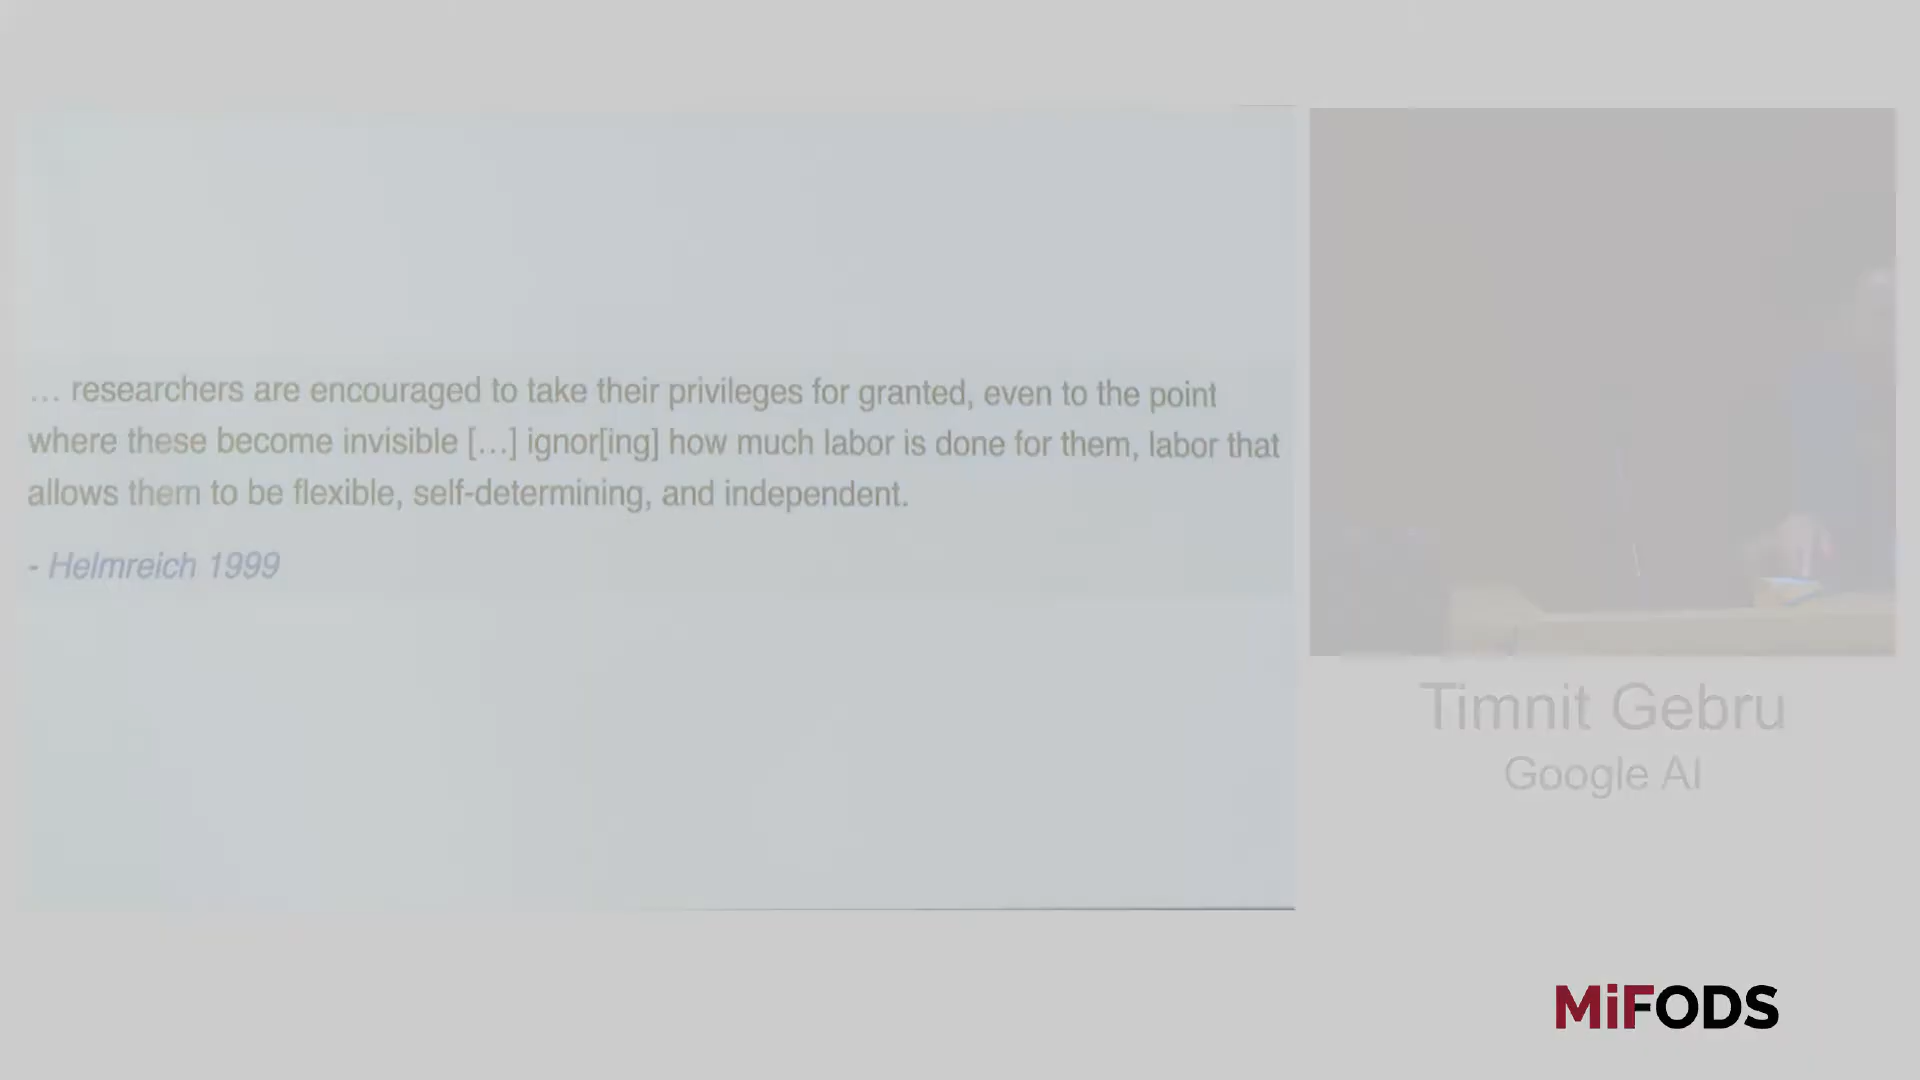 … researchers are encouraged to take their privileges for granted, even to the point
where these become invisible […] ignor[ing] how much labor is done for them, labor that
allows them to be flexible, self-determining, and independent.
- Helmreich 1999
Timnit Gebru
Google AI
MiFODS